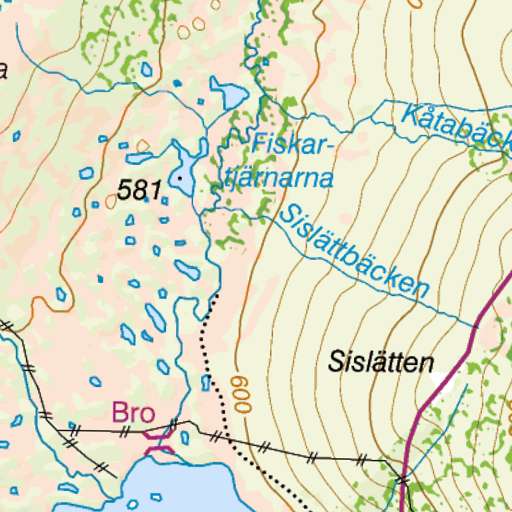 a
Kåtabäck
Fiskar-
tjärnarna
581
Sislättbäcken
Sislätten
600
Bro